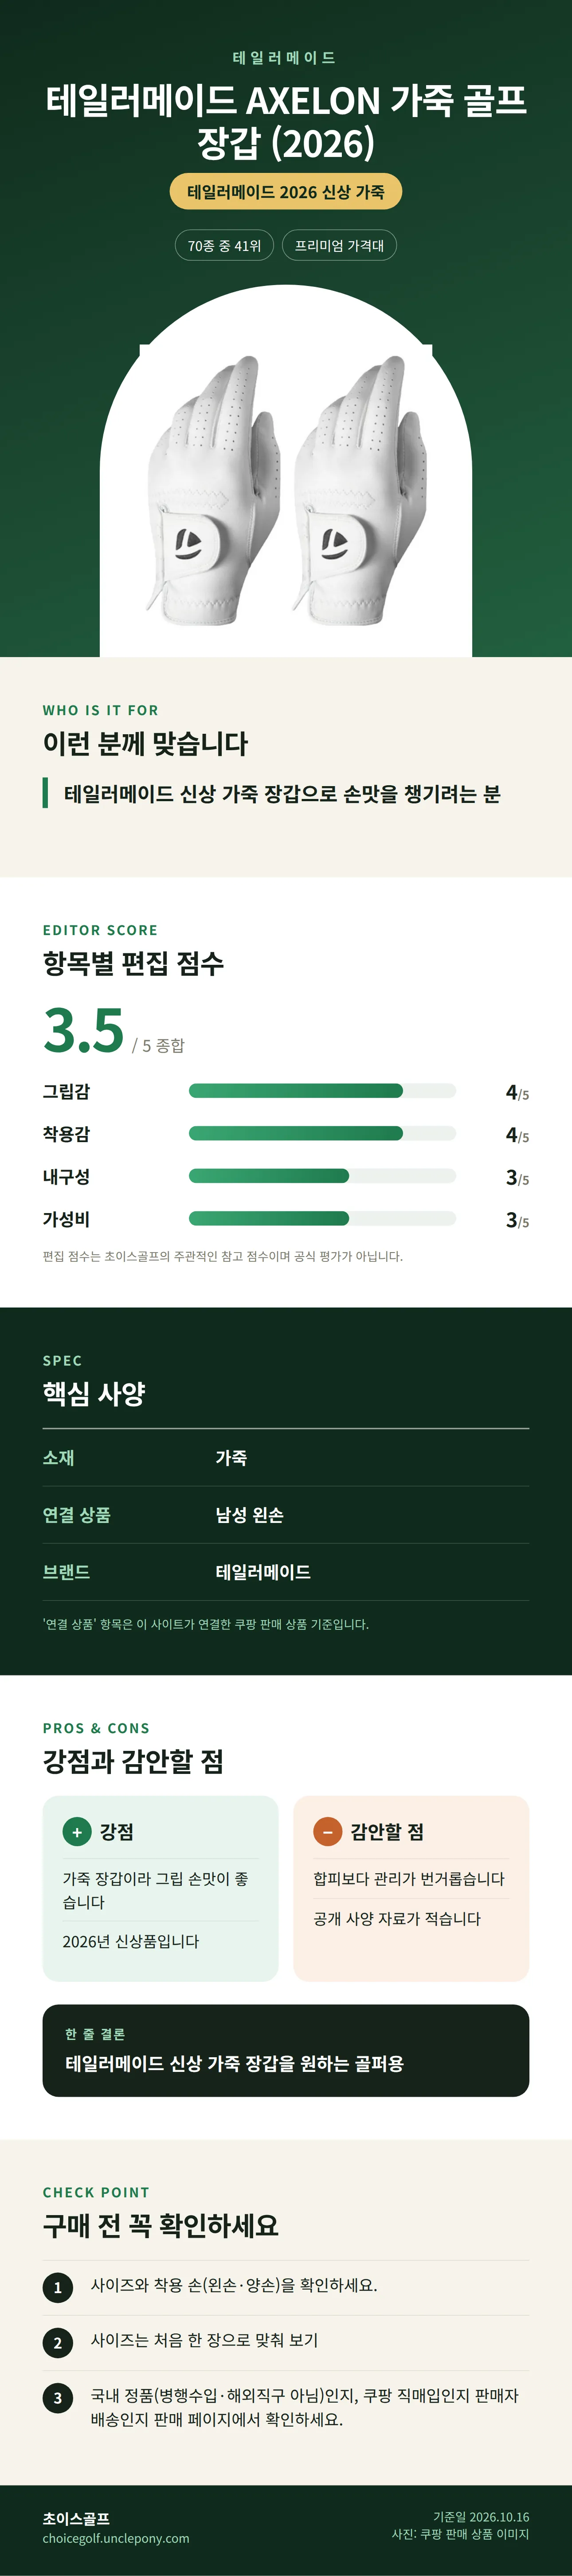 테일러메이드
테일러메이드 AXELON 가죽 골프
장갑 (2026)
테일러메이드 2026 신상 가죽
70종 중 41위
프리미엄 가격대
WHO IS IT FOR
이런 분께 맞습니다
테일러메이드 신상 가죽 장갑으로 손맛을 챙기려는 분
EDITOR SCORE
항목별 편집 점수
3.5 / 5 종합
그립감 4/5
착용감 4/5
내구성 3/5
가성비 3/5
편집 점수는 초이스골프의 주관적인 참고 점수이며 공식 평가가 아닙니다.
SPEC
핵심 사양
소재 가죽
연결 상품 남성 왼손
브랜드 테일러메이드
'연결 상품' 항목은 이 사이트가 연결한 쿠팡 판매 상품 기준입니다.
PROS & CONS
강점과 감안할 점
+ 강점
가죽 장갑이라 그립 손맛이 좋
습니다
2026년 신상품입니다
− 감안할 점
합피보다 관리가 번거롭습니다
공개 사양 자료가 적습니다
한 줄 결론
테일러메이드 신상 가죽 장갑을 원하는 골퍼용
CHECK POINT
구매 전 꼭 확인하세요
1 사이즈와 착용 손(왼손·양손)을 확인하세요.
2 사이즈는 처음 한 장으로 맞춰 보기
3 국내 정품(병행수입·해외직구 아님)인지, 쿠팡 직매입인지 판매자
배송인지 판매 페이지에서 확인하세요.
초이스골프
choicegolf.unclepony.com
기준일 2026.10.16
사진: 쿠팡 판매 상품 이미지